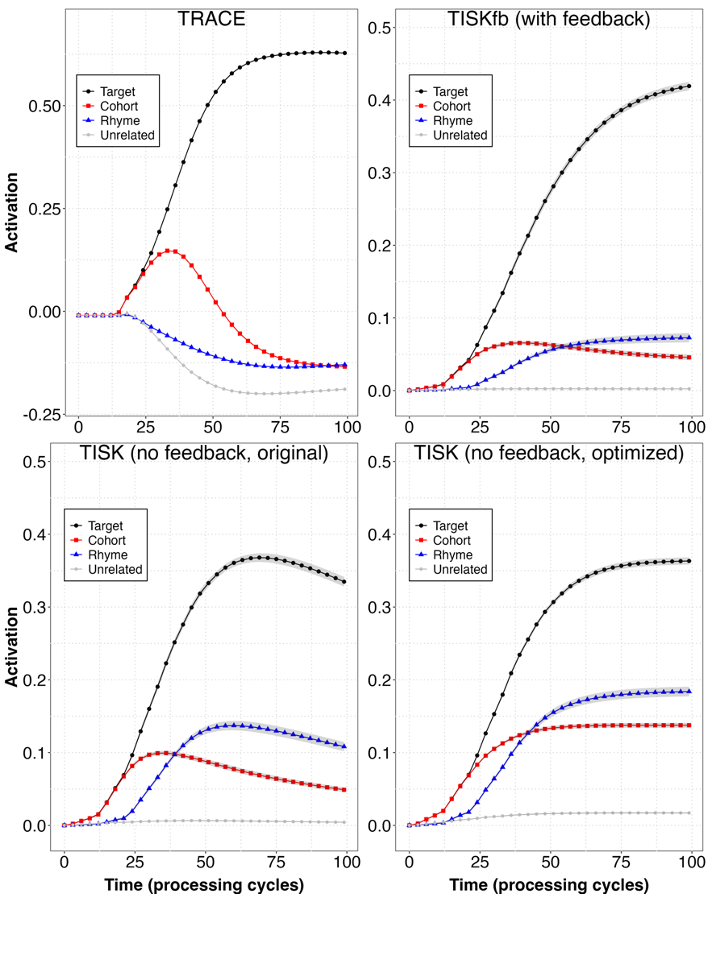 TRACE
Activation
0.50
0.25
0.00
-0.25
Target
Cohort
Rhyme
Unrelated
0 25 50 75 100
TISKfb (with feedback)
0.5
0.4
0.3
0.2
0.1
0.0
Target
Cohort
Rhyme
Unrelated
0 25 50 75 100
TISK (no feedback, original)
Activation
0.5
0.4
0.3
0.2
0.1
0.0
Target
Cohort
Rhyme
Unrelated
0 25 50 75 100
Time (processing cycles)
TISK (no feedback, optimized)
0.5
0.4
0.3
0.2
0.1
0.0
Target
Cohort
Rhyme
Unrelated
0 25 50 75 100
Time (processing cycles)